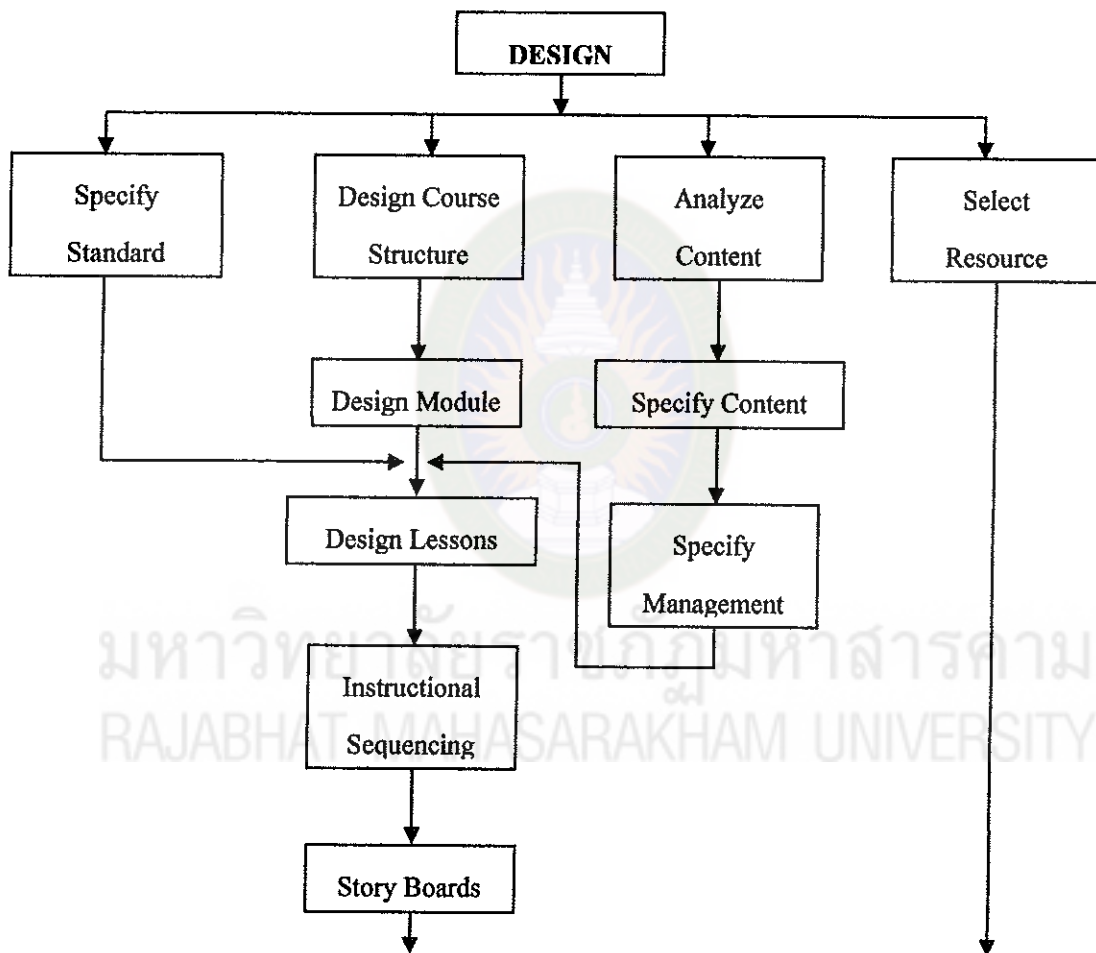 DESIGN
Specify
Standard
Design Course
Structure
Analyze
Content
Select
Resource
Design Module
Specify Content
Design Lessons
Specify
Management
Instructional
Sequencing
Story Boards
มหาวิทยาลัยราชภัฏมหาสารคาม
RAJABHAT MAHASARAKHAM UNIVERSITY